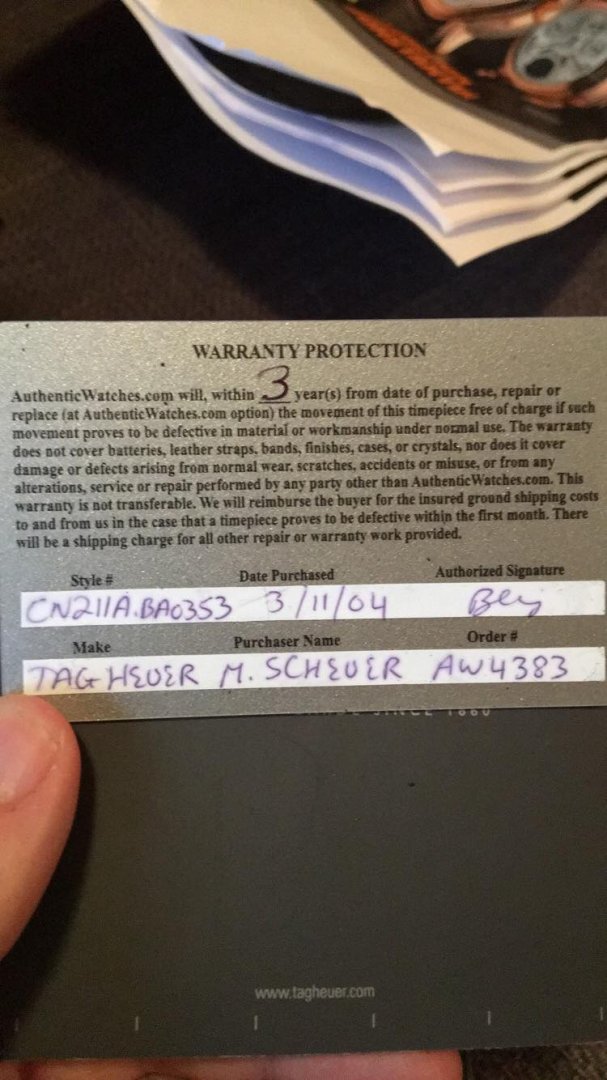 WARRANTY PROTECTION
AuthenticWatches.com will, within 3 year(s) from date of purchase, repair or
replace (at AuthenticWatches.com option) the movement of this timepiece free of charge if such
movement proves to be defective in material or workmanship under normal use. The warranty
does not cover batteries, leather straps, bands, finishes, cases, or crystals, nor does it cover
damage or defects arising from normal wear, scratches, accidents or misuse, or from any
alterations, service or repair performed by any party other than AuthenticWatches.com. This
warranty is not transferable. We will reimburse the buyer for the insured ground shipping costs
to and from us in the case that a timepiece proves to be defective within the first month. There
will be a shipping charge for all other repair or warranty work provided.
Style # Date Purchased Authorized Signature
CN211A.BA0353 3/11/04
Make Purchaser Name Order #
TAG HEUER M. SCHEUER AW4383
SINCE 1860
www.tagheuer.com